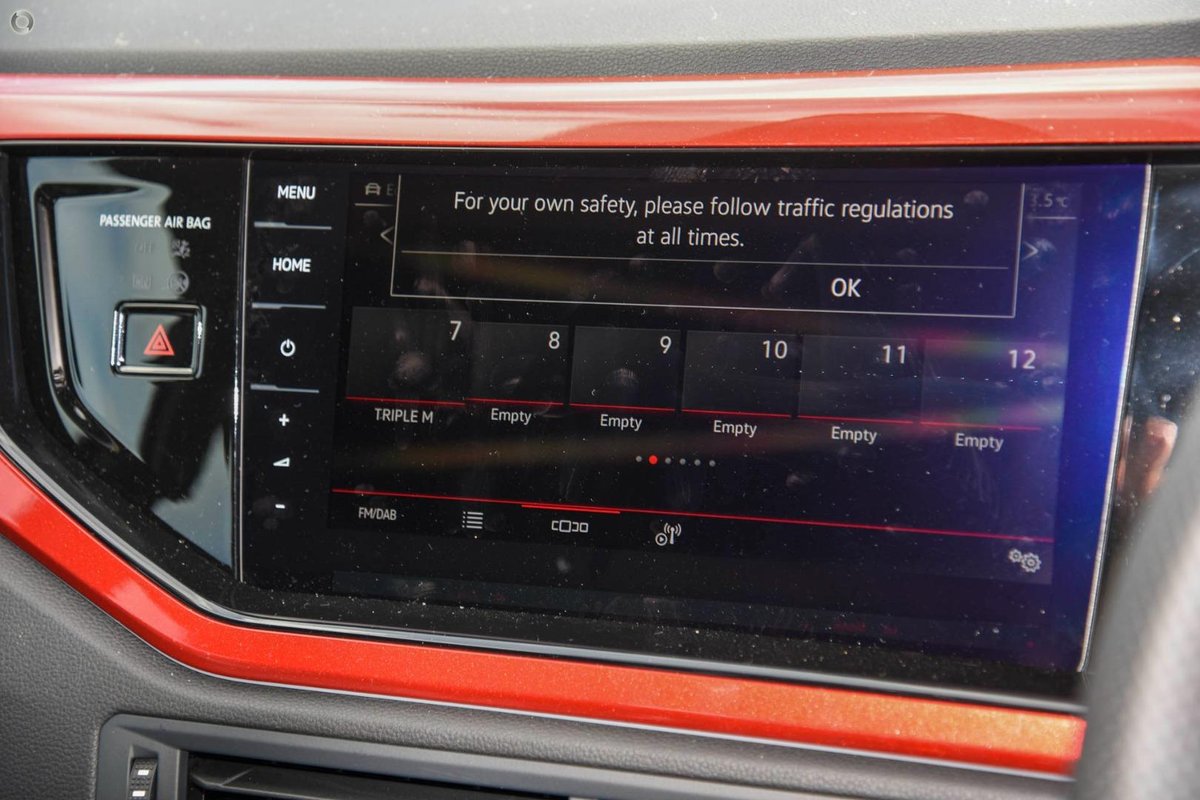 PASSENGER AIR BAG
MENU
HOME
+
-
For your own safety, please follow traffic regulations
at all times.
OK
7
8
9
10
11
12
TRIPLE M
Empty
Empty
Empty
Empty
Empty
FM/DAB